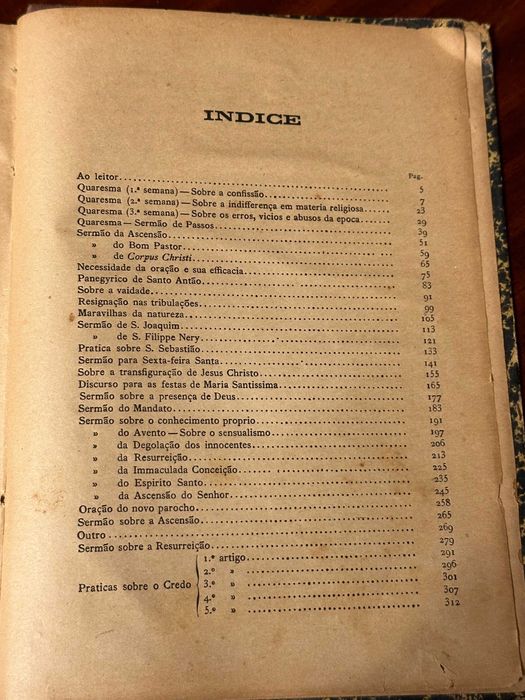 INDICE
Pag.
Ao leitor 5
Quaresma (1.ª semana) — Sobre a confissão 7
Quaresma (2.ª semana) — Sobre a indifferença em materia religiosa 23
Quaresma (3.ª semana) — Sobre os erros, vicios e abusos da epoca 29
Quaresma — Sermão de Passos 39
Sermão da Ascensão 51
» do Bom Pastor 59
» de Corpus Christi 65
Necessidade da oração e sua efficacia 75
Panegyrico de Santo Antão 83
Sobre a vaidade 91
Resignação nas tribulações 99
Maravilhas da natureza 105
Sermão de S. Joaquim 113
» de S. Filippe Nery 121
Pratica sobre S. Sebastião 133
Sermão para Sexta-feira Santa 141
Sobre a transfiguração de Jesus Christo 155
Discurso para as festas de Maria Santissima 165
Sermão sobre a presença de Deus 177
Sermão do Mandato 183
Sermão sobre o conhecimento proprio 191
» do Avento — Sobre o sensualismo 197
» da Degolação dos innocentes 206
» da Resurreição 213
» da Immaculada Conceição 225
» do Espirito Santo 235
» da Ascensão do Senhor 245
Oração do novo parocho 258
Sermão sobre a Ascensão 265
Outro 269
Sermão sobre a Resurreição 279
1.º artigo 291
2.º » 296
Praticas sobre o Credo 3.º » 301
4.º » 307
5.º » 312